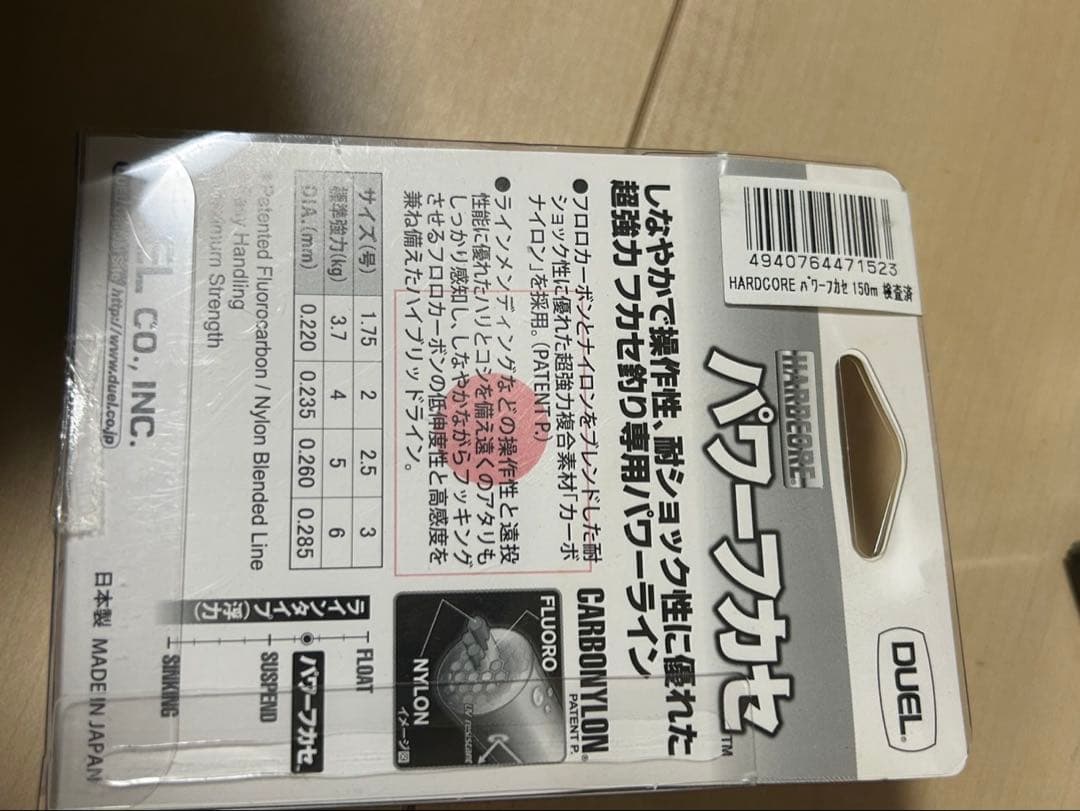 4940764471523
HARDCORE パワーフカセ 150m 検査済
DUEL®
HARDCORE®
パワーフカセ™
しなやかで操作性、耐ショック性に優れた
超強力 フカセ釣り専用パワーライン
●フロロカーボンとナイロンをブレンドした耐
ショック性に優れた超強力複合素材「カーボ
ナイロン」を採用。(PATENT P.)
●ラインメンディングなどの操作性と遠投
性能に優れたハリとコシを備え遠くのアタリも
しっかり感知し、しなやかながらフッキング
させるフロロカーボンの低伸度性と高感度を
兼ね備えたハイブリッドライン。
CARBONYLON®
PATENT P.
FLUORO
NYLON
UV resistant
イメージ図
サイズ(号) 1.75 2 2.5 3
標準強力(kg) 3.7 4 5 6
DIA.(mm) 0.220 0.235 0.260 0.285
*Patented Fluorocarbon / Nylon Blended Line
Easy Handling
Maximum Strength
ラインタイプ(浮力)
FLOAT
パワーフカセ™
SUSPEND
SINKING
CO., INC.
http://www.duel.co.jp
日本製 MADE IN JAPAN